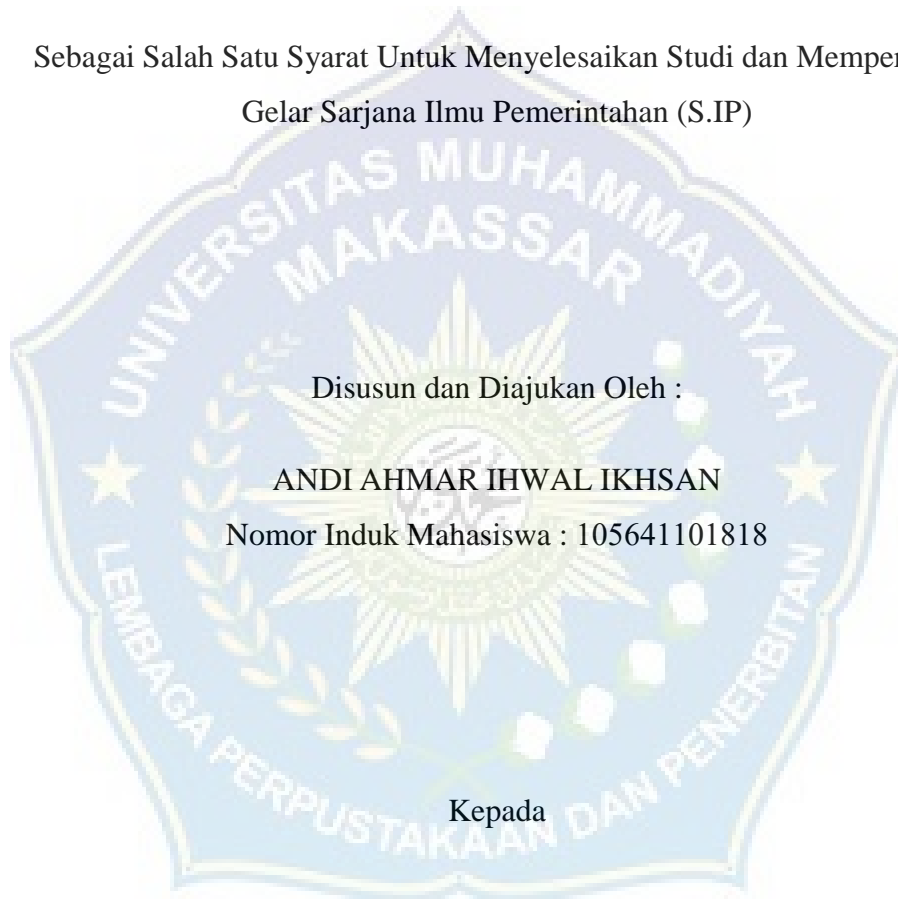 Sebagai Salah Satu Syarat Untuk Menyelesaikan Studi dan
Gelar Sarjana Ilmu Pemerintahan (S.IP)
UNIVERSITAS MUHAMMADIYAH
MAKASSAR
Disusun dan Diajukan Oleh :
ANDI AHMAR IHWAL IKHSAN
Nomor Induk Mahasiswa : 105641101818
Kepada
LEMBAGA PERPUSTAKAAN DAN PENERBITAN